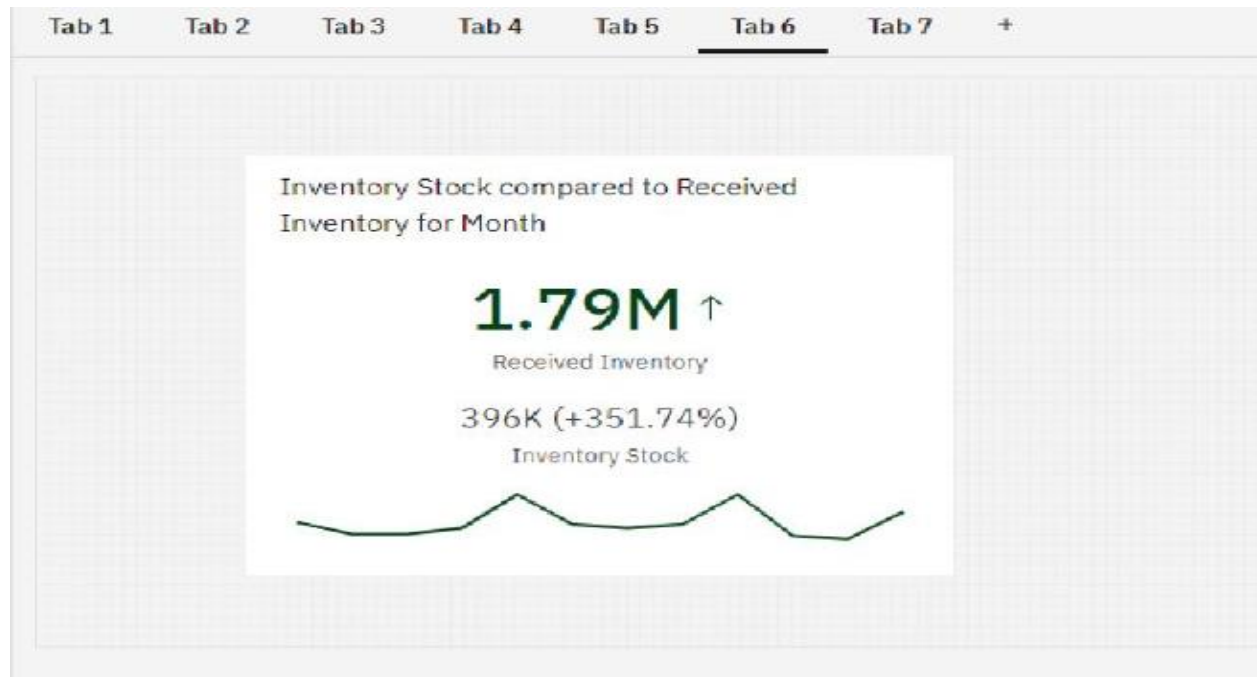 Tab 1 Tab 2 Tab 3 Tab 4 Tab 5 Tab 6 Tab 7 +
Inventory Stock compared to Received
Inventory for Month
1.79M ↑
Received Inventory
396K (+351.74%)
Inventory Stock